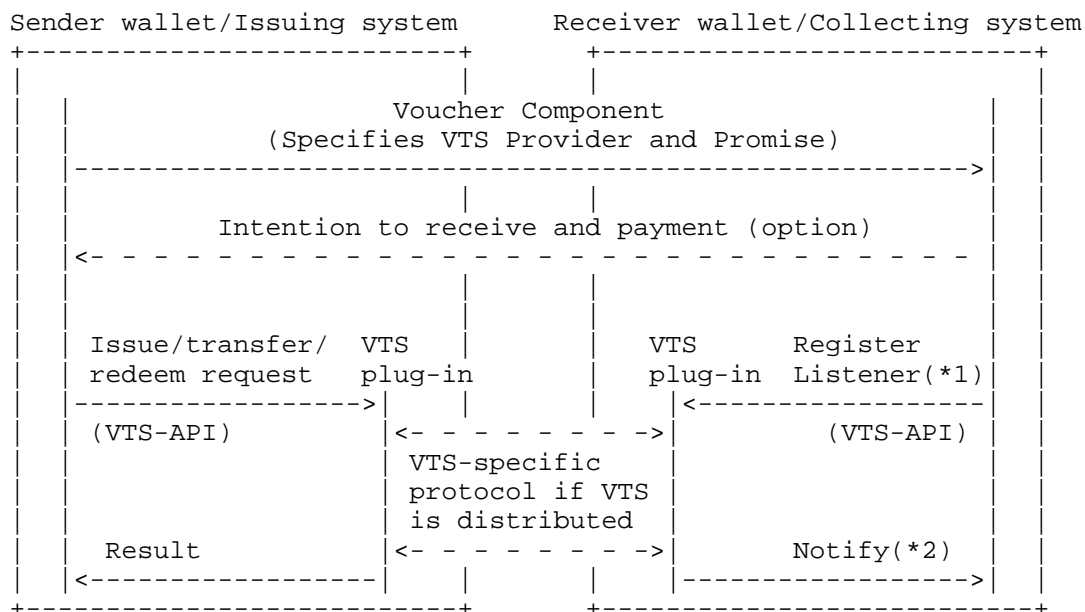 Sender wallet/Issuing system Receiver wallet/Collecting system
Voucher Component
(Specifies VTS Provider and Promise)
Intention to receive and payment (option)
Issue/transfer/ VTS VTS Register
redeem request plug-in plug-in Listener(*1)
(VTS-API) (VTS-API)
VTS-specific
protocol if VTS
is distributed
Result Notify(*2)